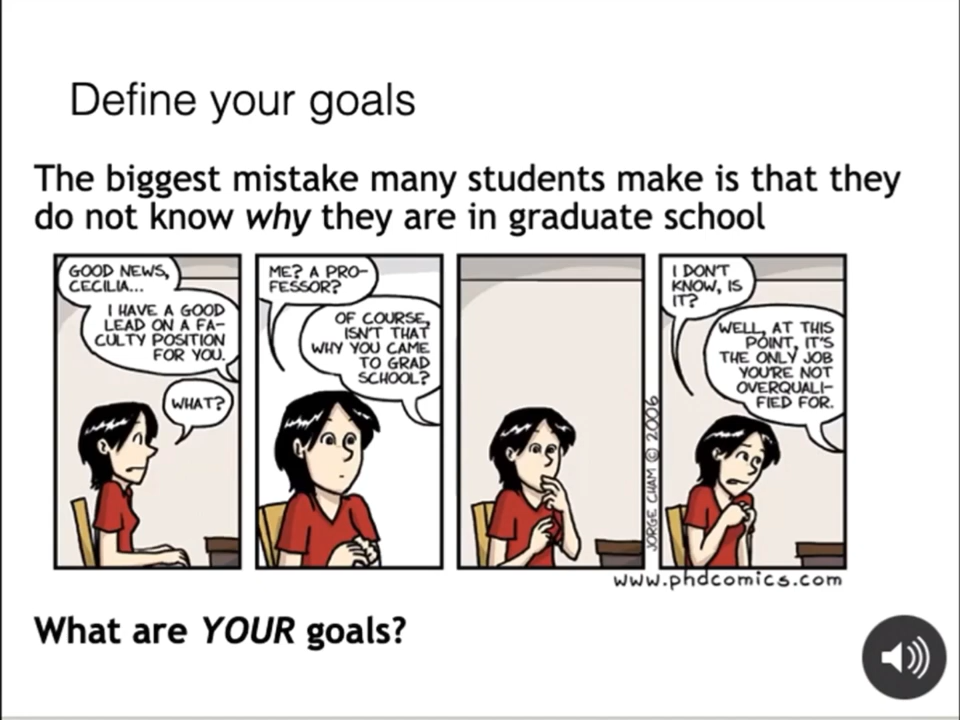 Define your goals
The biggest mistake many students make is that they
do not know why they are in graduate school
GOOD NEWS,
CECILIA...
I HAVE A GOOD
LEAD ON A FA-
CULTY POSITION
FOR YOU.
WHAT?
ME? A PRO-
FESSOR?
OF COURSE,
ISN'T THAT
WHY YOU CAME
TO GRAD
SCHOOL?
I DON'T
KNOW, IS
IT?
WELL, AT THIS
POINT, IT'S
THE ONLY JOB
YOU'RE NOT
OVERQUALI-
FIED FOR.
JORGE CHAM © 2006
www.phdcomics.com
What are YOUR goals?